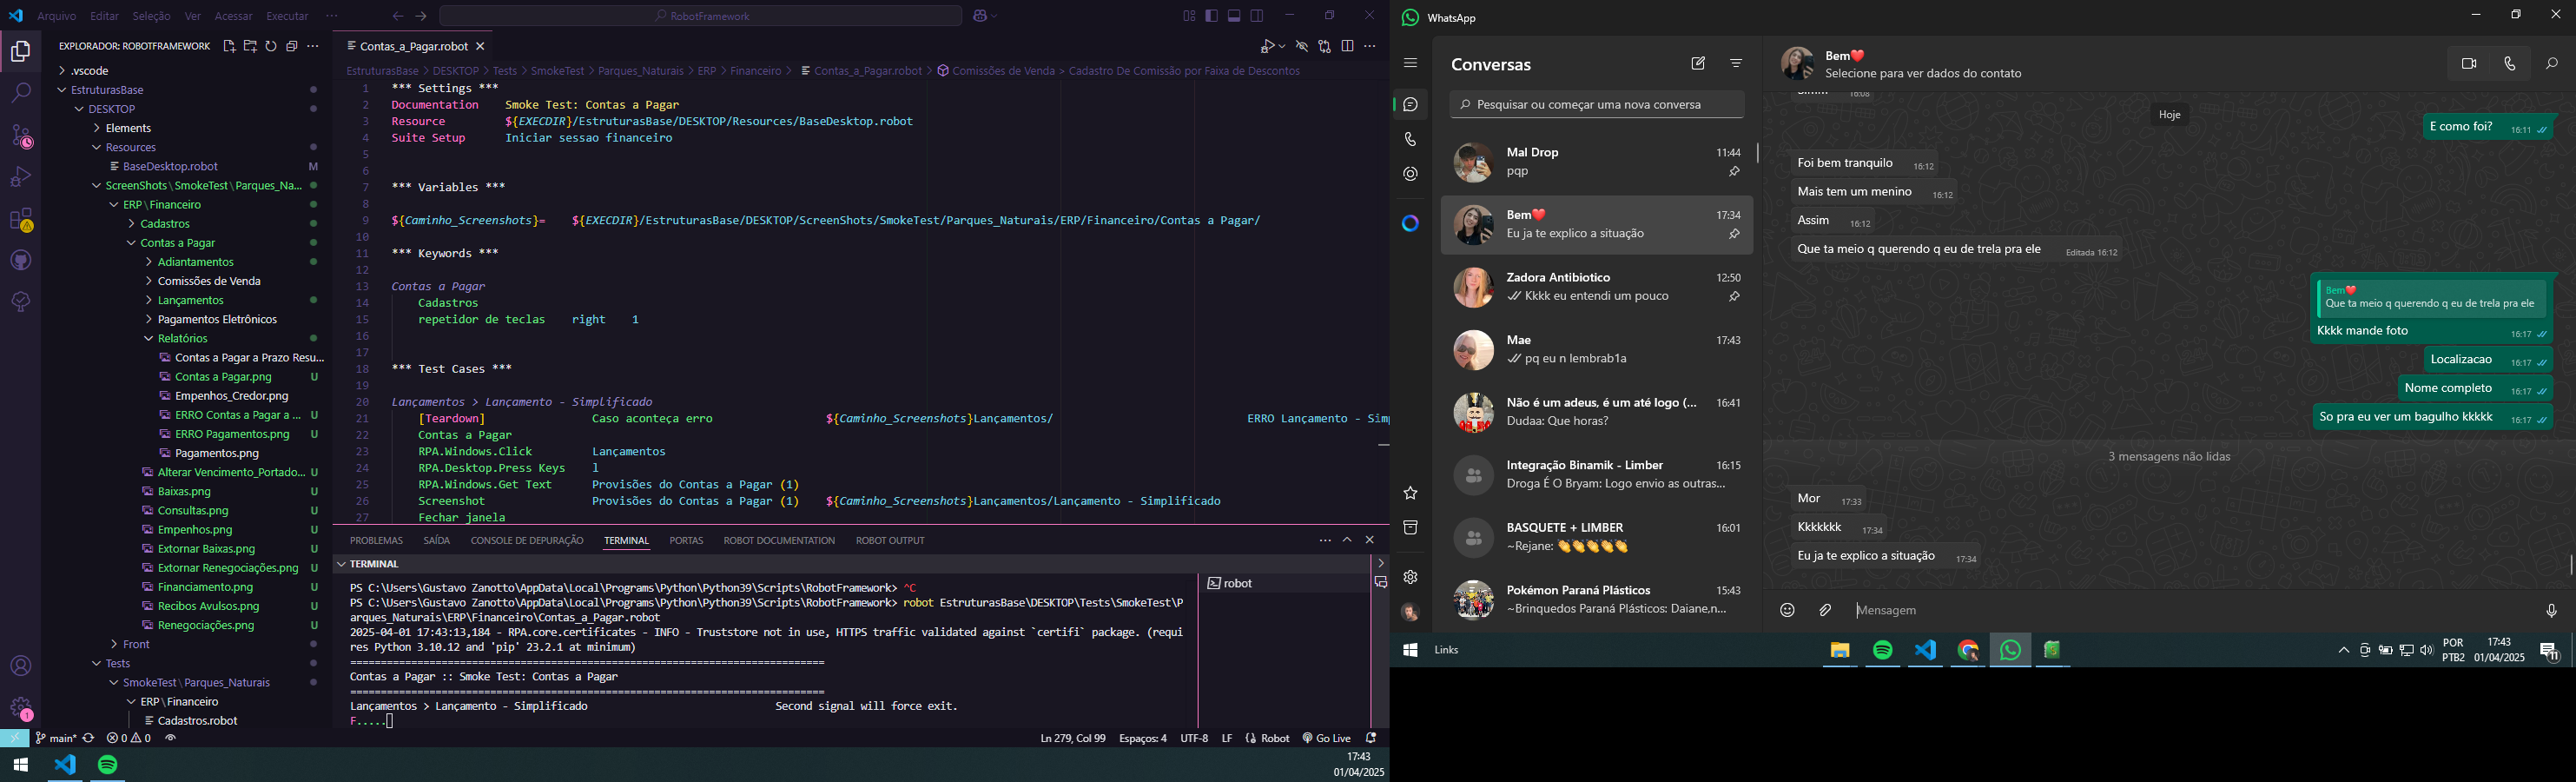 Arquivo Editar Seleção Ver Acessar Executar ···
RobotFramework
EXPLORADOR: ROBOTFRAMEWORK
.vscode
EstruturasBase
DESKTOP
Elements
Resources
BaseDesktop.robot M
ScreenShots\SmokeTest\Parques_Na...
ERP\Financeiro
Cadastros
Contas a Pagar
Adiantamentos
Comissões de Venda
Lançamentos
Pagamentos Eletrônicos
Relatórios
Contas a Pagar a Prazo Resu...
Contas a Pagar.png U
Empenhos_Credor.png
ERRO Contas a Pagar a ... U
ERRO Pagamentos.png U
Pagamentos.png
Alterar Vencimento_Portado... U
Baixas.png U
Consultas.png U
Empenhos.png U
Extornar Baixas.png U
Extornar Renegociações.png U
Financiamento.png U
Recibos Avulsos.png U
Renegociações.png U
Front
Tests
SmokeTest\Parques_Naturais
ERP\Financeiro
Cadastros.robot
Contas_a_Pagar.robot
EstruturasBase > DESKTOP > Tests > SmokeTest > Parques_Naturais > ERP > Financeiro > Contas_a_Pagar.robot > Comissões de Venda > Cadastro De Comissão por Faixa de Descontos
1 *** Settings ***
2 Documentation Smoke Test: Contas a Pagar
3 Resource ${EXECDIR}/EstruturasBase/DESKTOP/Resources/BaseDesktop.robot
4 Suite Setup Iniciar sessao financeiro
5
6
7 *** Variables ***
8
9 ${Caminho_Screenshots}= ${EXECDIR}/EstruturasBase/DESKTOP/ScreenShots/SmokeTest/Parques_Naturais/ERP/Financeiro/Contas a Pagar/
10
11 *** Keywords ***
12
13 Contas a Pagar
14 Cadastros
15 repetidor de teclas right 1
16
17
18 *** Test Cases ***
19
20 Lançamentos > Lançamento - Simplificado
21 [Teardown] Caso aconteça erro ${Caminho_Screenshots}Lançamentos/ ERRO Lançamento - Sim
22 Contas a Pagar
23 RPA.Windows.Click Lançamentos
24 RPA.Desktop.Press Keys l
25 RPA.Windows.Get Text Provisões do Contas a Pagar (1)
26 Screenshot Provisões do Contas a Pagar (1) ${Caminho_Screenshots}Lançamentos/Lançamento - Simplificado
27 Fechar janela
PROBLEMAS SAÍDA CONSOLE DE DEPURAÇÃO TERMINAL PORTAS ROBOT DOCUMENTATION ROBOT OUTPUT
TERMINAL
robot
PS C:\Users\Gustavo Zanotto\AppData\Local\Programs\Python\Python39\Scripts\RobotFramework> ^C
PS C:\Users\Gustavo Zanotto\AppData\Local\Programs\Python\Python39\Scripts\RobotFramework> robot EstruturasBase\DESKTOP\Tests\SmokeTest\P
arques_Naturais\ERP\Financeiro\Contas_a_Pagar.robot
2025-04-01 17:43:13,184 - RPA.core.certificates - INFO - Truststore not in use, HTTPS traffic validated against `certifi` package. (requi
res Python 3.10.12 and 'pip' 23.2.1 at minimum)
==============================================================================
Contas a Pagar :: Smoke Test: Contas a Pagar
==============================================================================
Lançamentos > Lançamento - Simplificado Second signal will force exit.
F.....
main* 0 0
Ln 279, Col 99 Espaços: 4 UTF-8 LF Robot Go Live
17:43
01/04/2025
WhatsApp
Conversas
Pesquisar ou começar uma nova conversa
Mal Drop 11:44
pqp
Bem❤️ 17:34
Eu ja te explico a situação
Zadora Antibiotico 12:50
Kkkk eu entendi um pouco
Mae 17:43
pq eu n lembrab1a
Não é um adeus, é um até logo (... 16:41
Dudaa: Que horas?
Integração Binamik - Limber 16:15
Droga É O Bryam: Logo envio as outras...
BASQUETE + LIMBER 16:01
~Rejane: 👏👏👏👏👏
Pokémon Paraná Plásticos 15:43
~Brinquedos Paraná Plásticos: Daiane,n...
Bem❤️
Selecione para ver dados do contato
16:08
Hoje
E como foi? 16:11
Foi bem tranquilo 16:12
Mais tem um menino 16:12
Assim 16:12
Que ta meio q querendo q eu de trela pra ele Editada 16:12
Bem❤️
Que ta meio q querendo q eu de trela pra ele
Kkkk mande foto 16:17
Localizacao 16:17
Nome completo 16:17
So pra eu ver um bagulho kkkkk 16:17
3 mensagens não lidas
Mor 17:33
Kkkkkkk 17:34
Eu ja te explico a situação 17:34
Mensagem
Links
POR
PTB2
17:43
01/04/2025
11